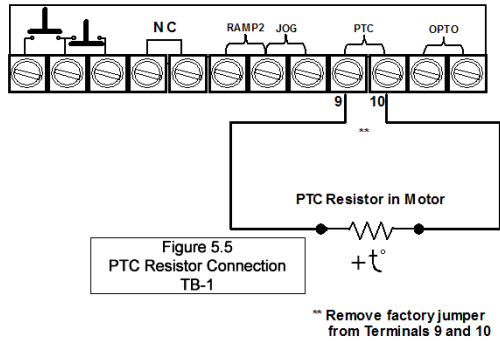 NC RAMP2 JOG PTC OPTO
9 10
**
PTC Resistor in Motor
+t°
Figure 5.5
PTC Resistor Connection
TB-1
** Remove factory jumper
from Terminals 9 and 10